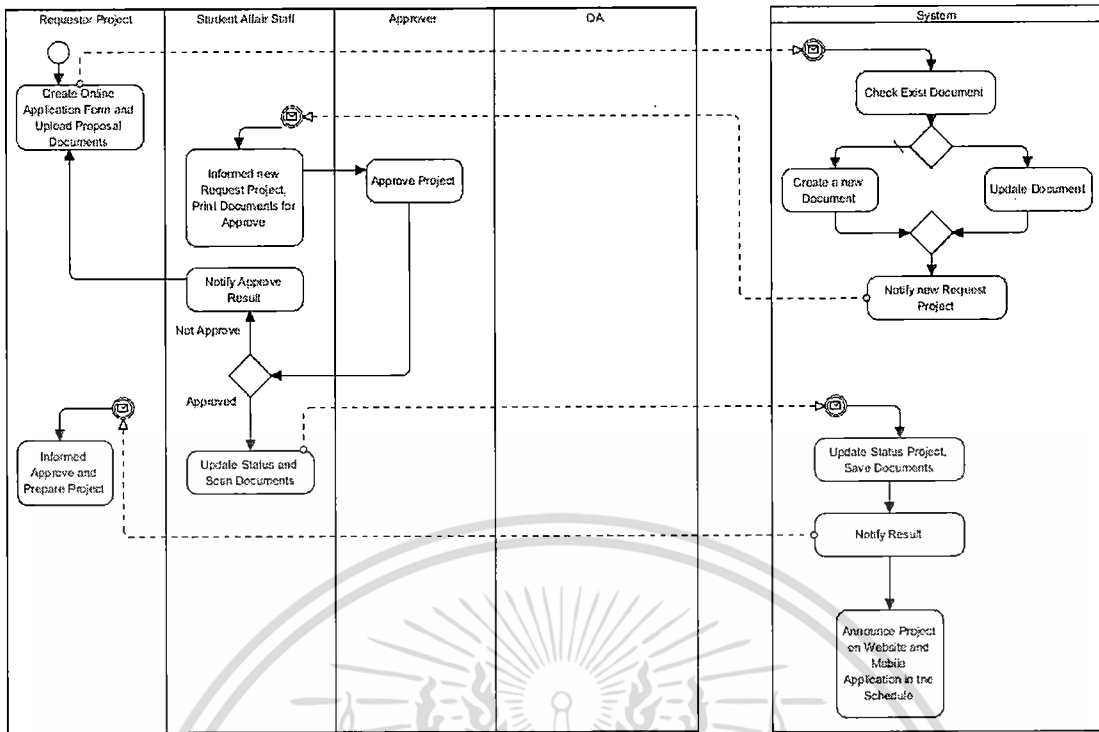 Requestor Project
Student Affair Staff
Approver
QA
System
Create Online
Application Form and
Upload Proposal
Documents
Informed new
Request Project,
Print Documents for
Approve
Approve Project
Notify Approve
Result
Not Approve
Approved
Update Status and
Scan Documents
Informed
Approve and
Prepare Project
Check Exist Document
Create a new
Document
Update Document
Notify new Request
Project
Update Status Project,
Save Documents
Notify Result
Announce Project
on Website and
Mobile
Application in the
Schedule